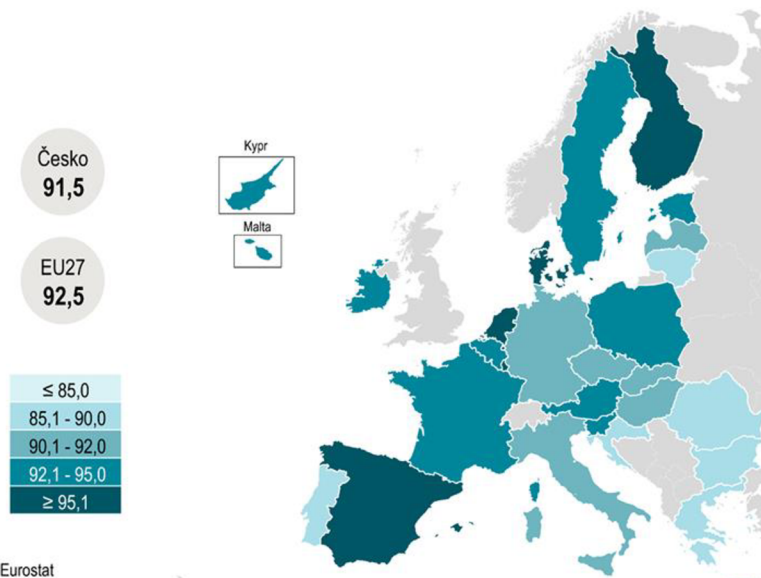 Česko
91,5
EU27
92,5
Kypr
Malta
≤ 85,0
85,1 - 90,0
90,1 - 92,0
92,1 - 95,0
≥ 95,1
Eurostat